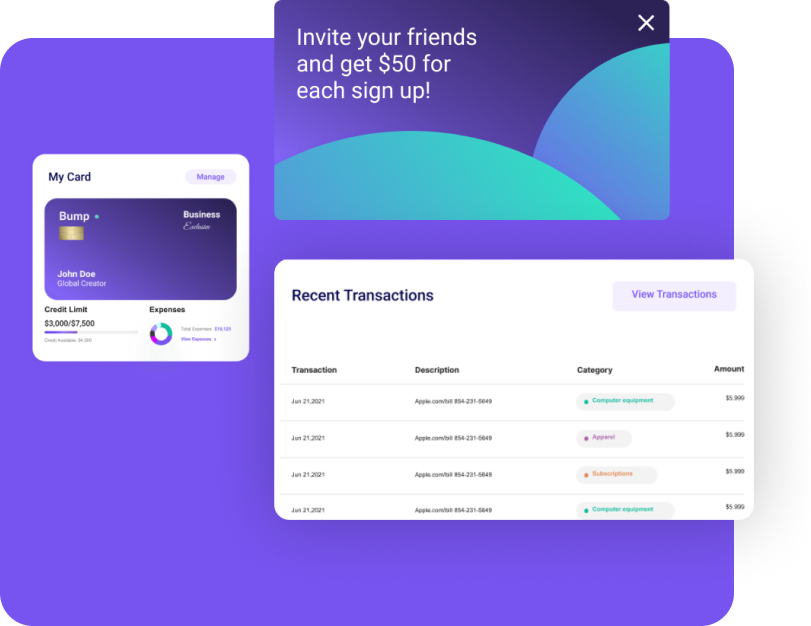 Invite your friends
and get $50 for
each sign up!
My Card
Manage
Bump
Business
Exclusive
John Doe
Global Creator
Credit Limit
$3,000/$7,500
Credit Available: $4,500
Expenses
Total Expenses $10,125
View Expenses >
Recent Transactions
View Transactions
Transaction Description Category Amount
Jun 21,2021 Apple.com/bill 854-231-5649 Computer equipment $5.999
Jun 21,2021 Apple.com/bill 854-231-5649 Apparel $5.999
Jun 21,2021 Apple.com/bill 854-231-5649 Subscriptions $5.999
Jun 21,2021 Apple.com/bill 854-231-5649 Computer equipment $5.999